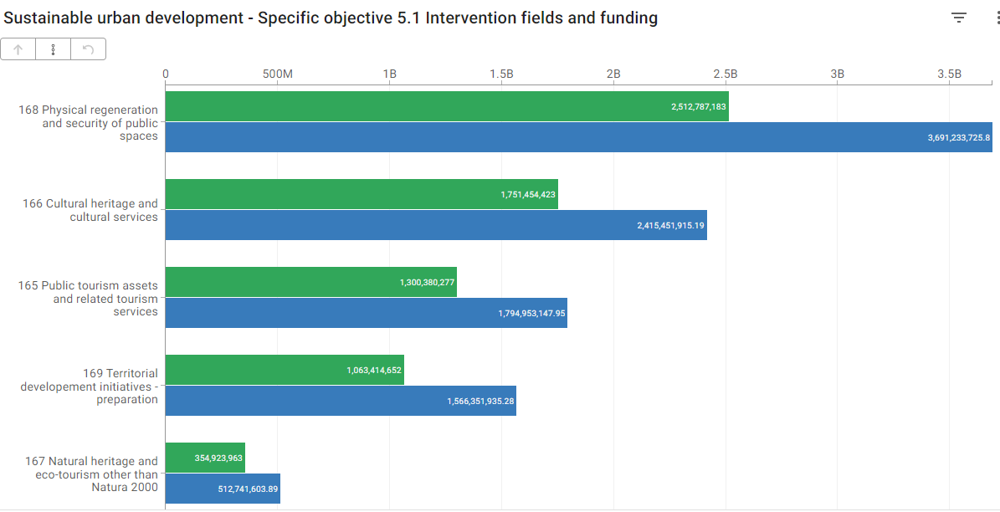 Sustainable urban development - Specific objective 5.1 Intervention fields and funding
0 500M 1B 1.5B 2B 2.5B 3B 3.5B
168 Physical regeneration
and security of public
spaces
2,512,787,183
3,691,233,725.8
166 Cultural heritage and
cultural services
1,751,454,423
2,415,451,915.19
165 Public tourism assets
and related tourism
services
1,300,380,277
1,794,953,147.95
169 Territorial
developement initiatives -
preparation
1,063,414,652
1,566,351,935.28
167 Natural heritage and
eco-tourism other than
Natura 2000
354,923,963
512,741,603.89